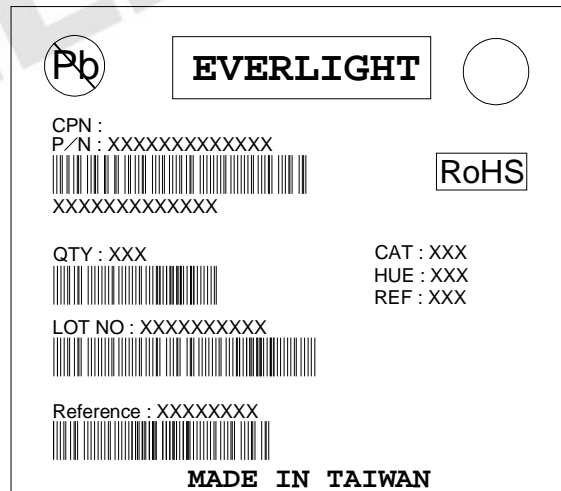 Pb
EVERLIGHT
CPN :
P/N : XXXXXXXXXXXXX
RoHS
XXXXXXXXXXXXX
QTY : XXX
CAT : XXX
HUE : XXX
REF : XXX
LOT NO : XXXXXXXXXX
Reference : XXXXXXXX
MADE IN TAIWAN